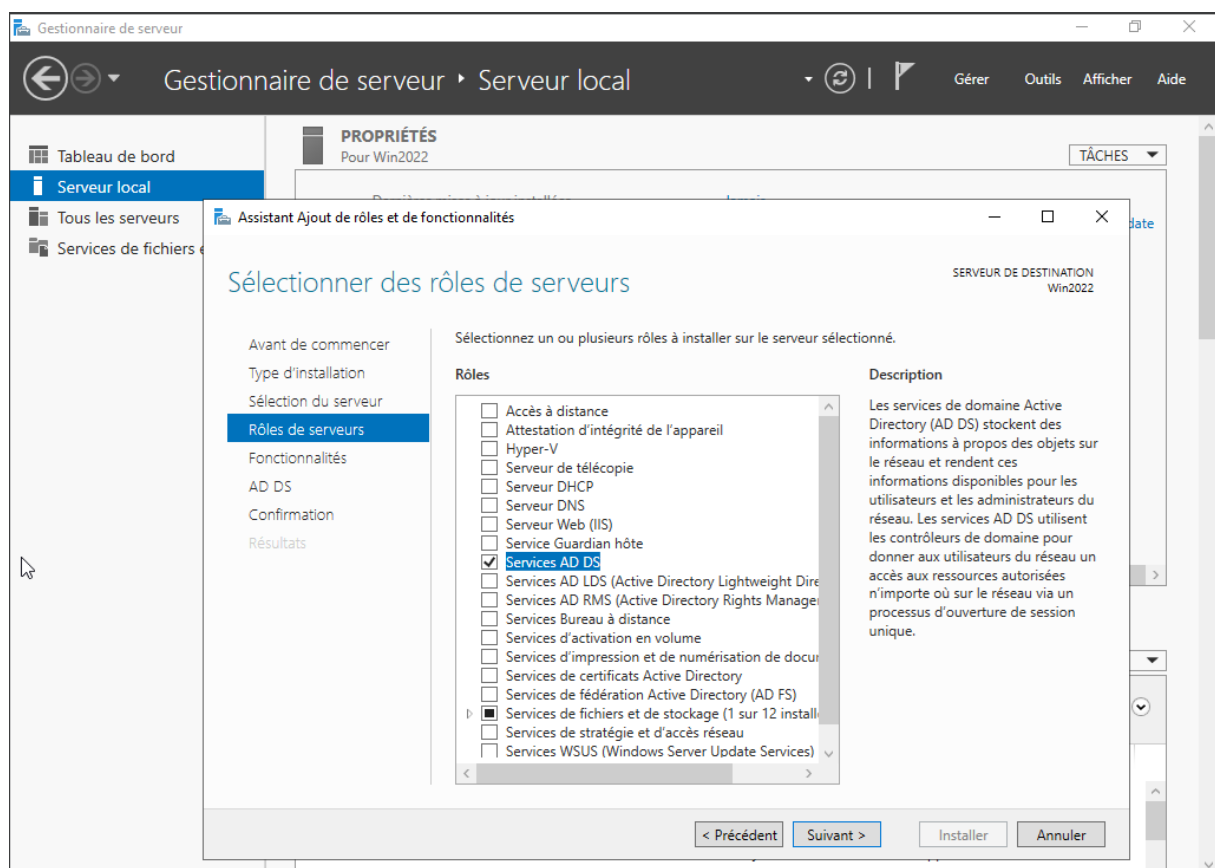 Gestionnaire de serveur
Gestionnaire de serveur • Serveur local
Gérer Outils Afficher Aide
Tableau de bord
Serveur local
Tous les serveurs
Services de fichiers e
PROPRIÉTÉS
Pour Win2022
TÂCHES
date
Assistant Ajout de rôles et de fonctionnalités
Sélectionner des rôles de serveurs
SERVEUR DE DESTINATION
Win2022
Avant de commencer
Type d'installation
Sélection du serveur
Rôles de serveurs
Fonctionnalités
AD DS
Confirmation
Résultats
Sélectionnez un ou plusieurs rôles à installer sur le serveur sélectionné.
Rôles
Accès à distance
Attestation d'intégrité de l'appareil
Hyper-V
Serveur de télécopie
Serveur DHCP
Serveur DNS
Serveur Web (IIS)
Service Guardian hôte
Services AD DS
Services AD LDS (Active Directory Lightweight Dire
Services AD RMS (Active Directory Rights Manage
Services Bureau à distance
Services d'activation en volume
Services d'impression et de numérisation de docu
Services de certificats Active Directory
Services de fédération Active Directory (AD FS)
Services de fichiers et de stockage (1 sur 12 install
Services de stratégie et d'accès réseau
Services WSUS (Windows Server Update Services)
Description
Les services de domaine Active
Directory (AD DS) stockent des
informations à propos des objets sur
le réseau et rendent ces
informations disponibles pour les
utilisateurs et les administrateurs du
réseau. Les services AD DS utilisent
les contrôleurs de domaine pour
donner aux utilisateurs du réseau un
accès aux ressources autorisées
n'importe où sur le réseau via un
processus d'ouverture de session
unique.
< Précédent Suivant > Installer Annuler